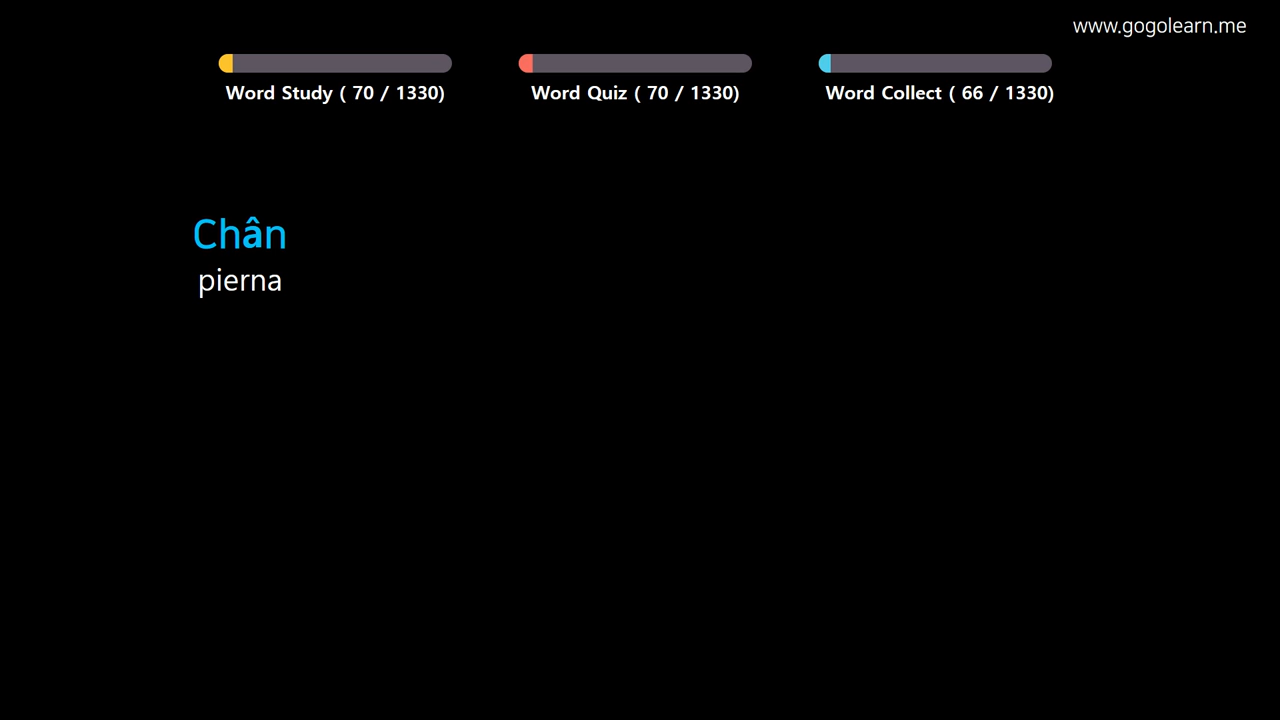 www.gogolearn.me
Word Study ( 70 / 1330)
Word Quiz ( 70 / 1330)
Word Collect ( 66 / 1330)
Chân
pierna